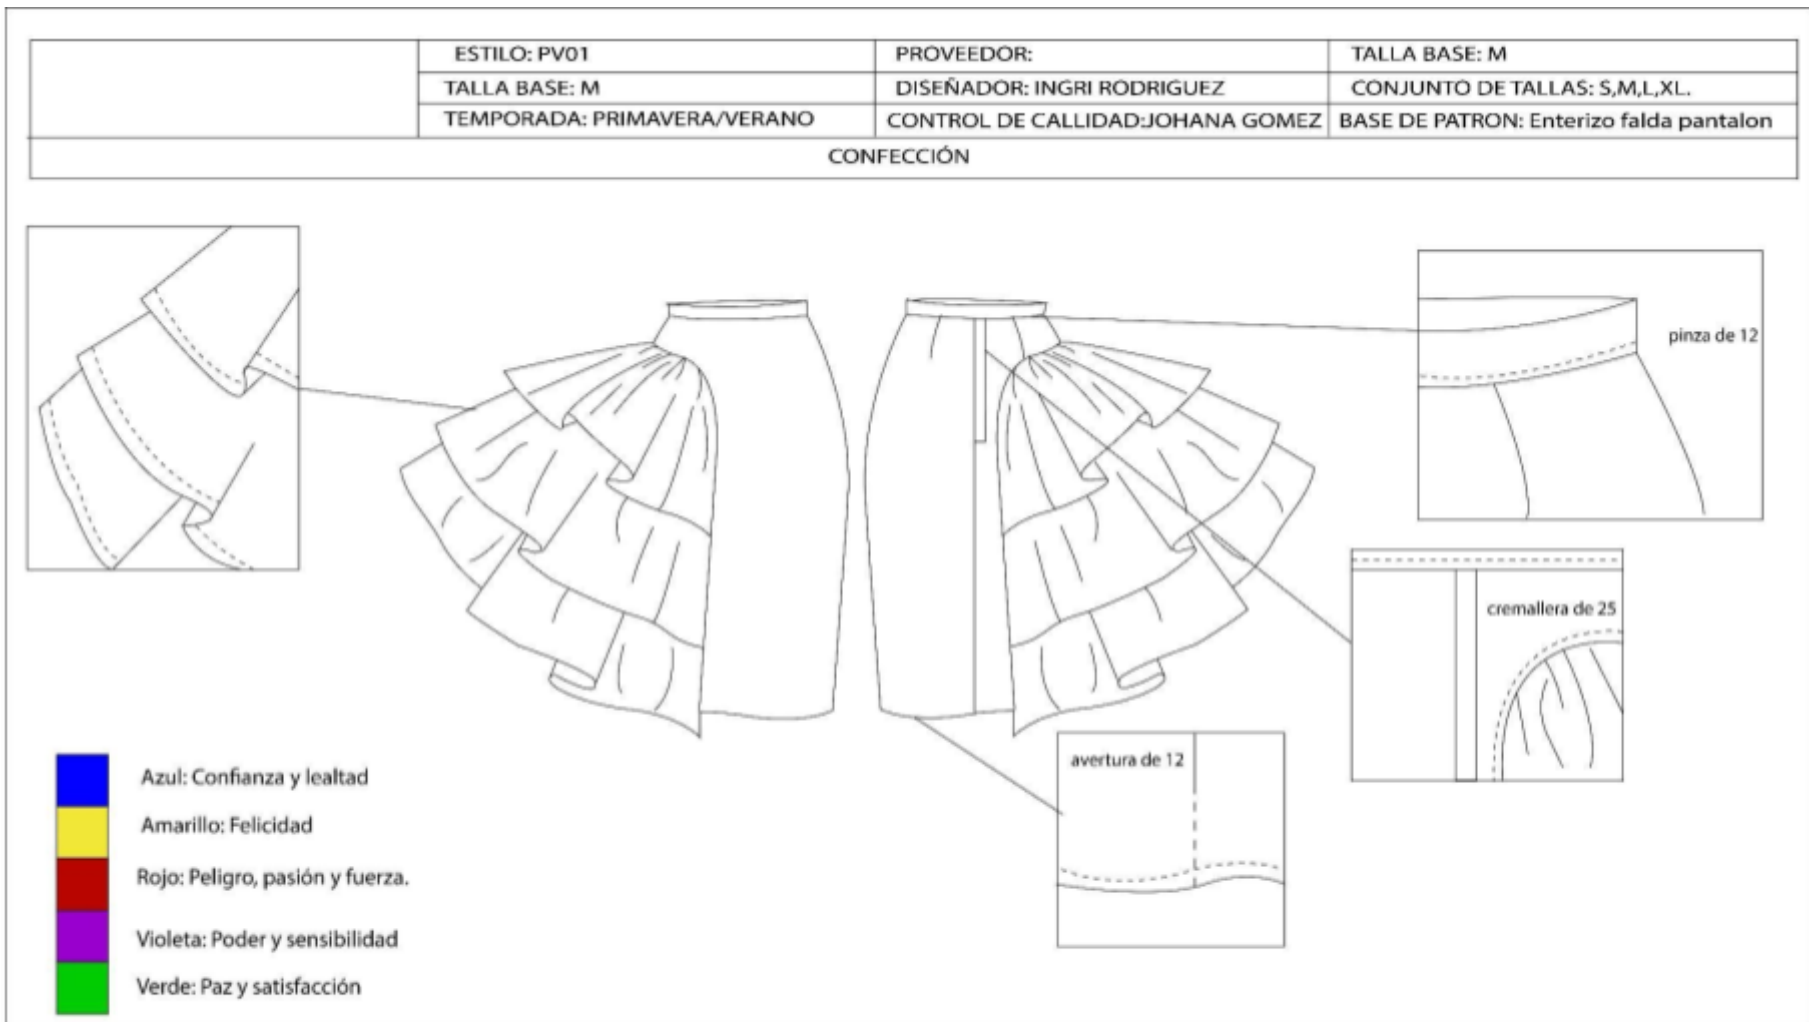 ESTILO: PV01
PROVEEDOR:
TALLA BASE: M
TALLA BASE: M
DISEÑADOR: INGRI RODRIGUEZ
CONJUNTO DE TALLAS: S,M,L,XL.
TEMPORADA: PRIMAVERA/VERANO
CONTROL DE CALLIDAD:JOHANA GOMEZ
BASE DE PATRON: Enterizo falda pantalon
CONFECCIÓN
pinza de 12
cremallera de 25
avertura de 12
Azul: Confianza y lealtad
Amarillo: Felicidad
Rojo: Peligro, pasión y fuerza.
Violeta: Poder y sensibilidad
Verde: Paz y satisfacción